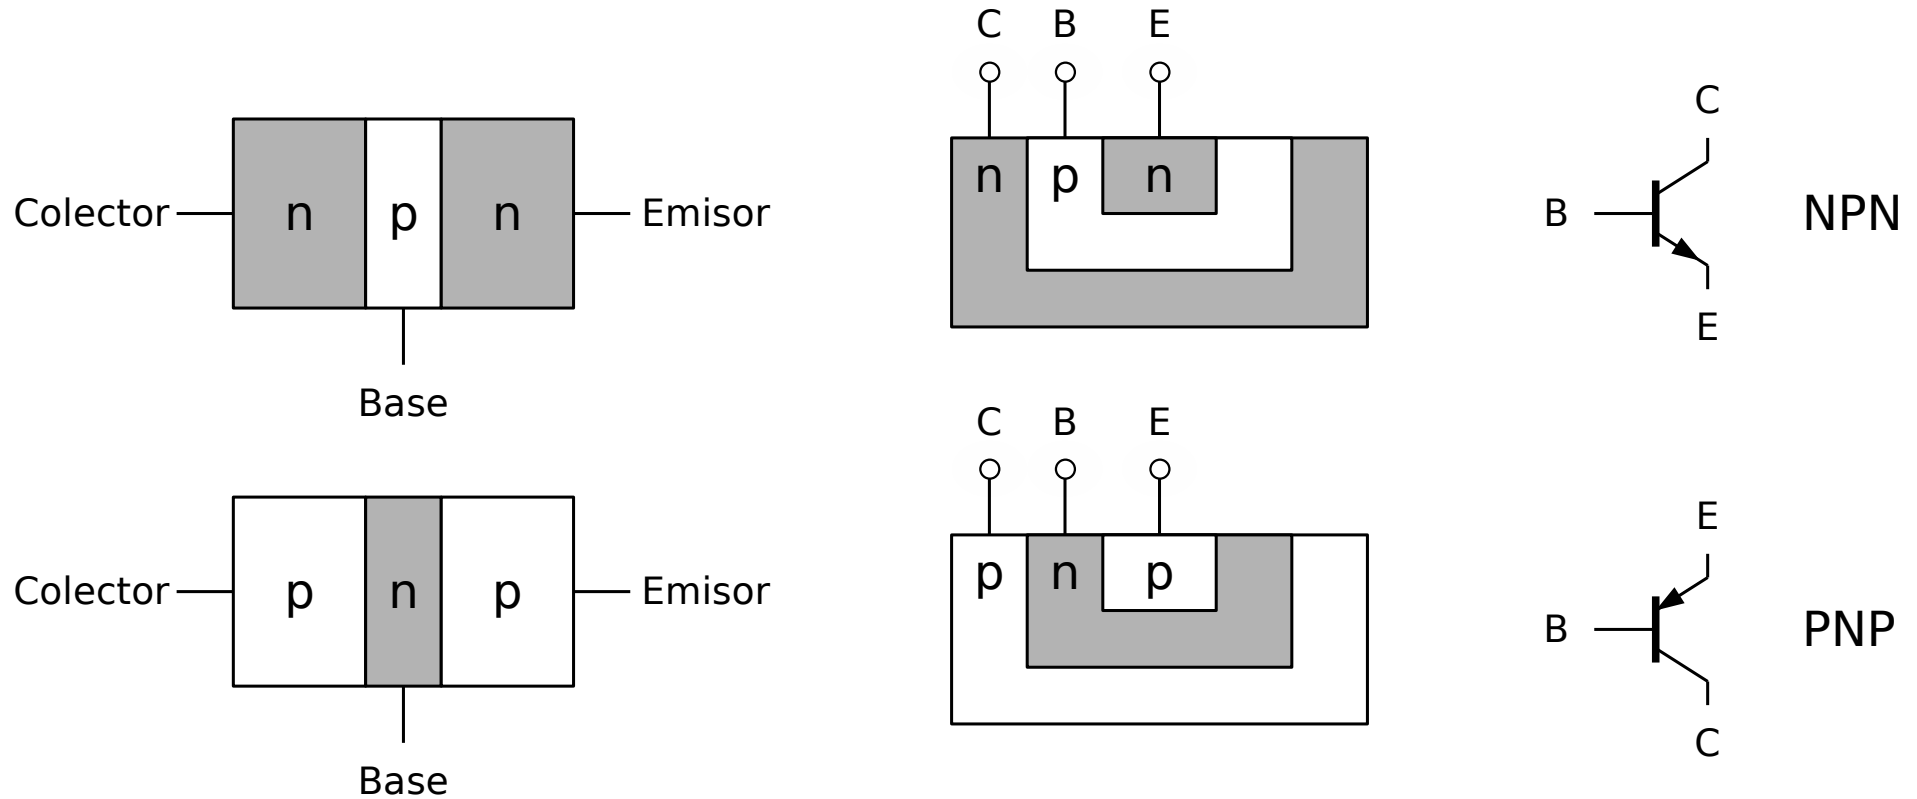 C B E
C
n p n
Colector n p n Emisor
B NPN
E
Base
C B E
E
p n p
Colector p n p Emisor
B PNP
C
Base